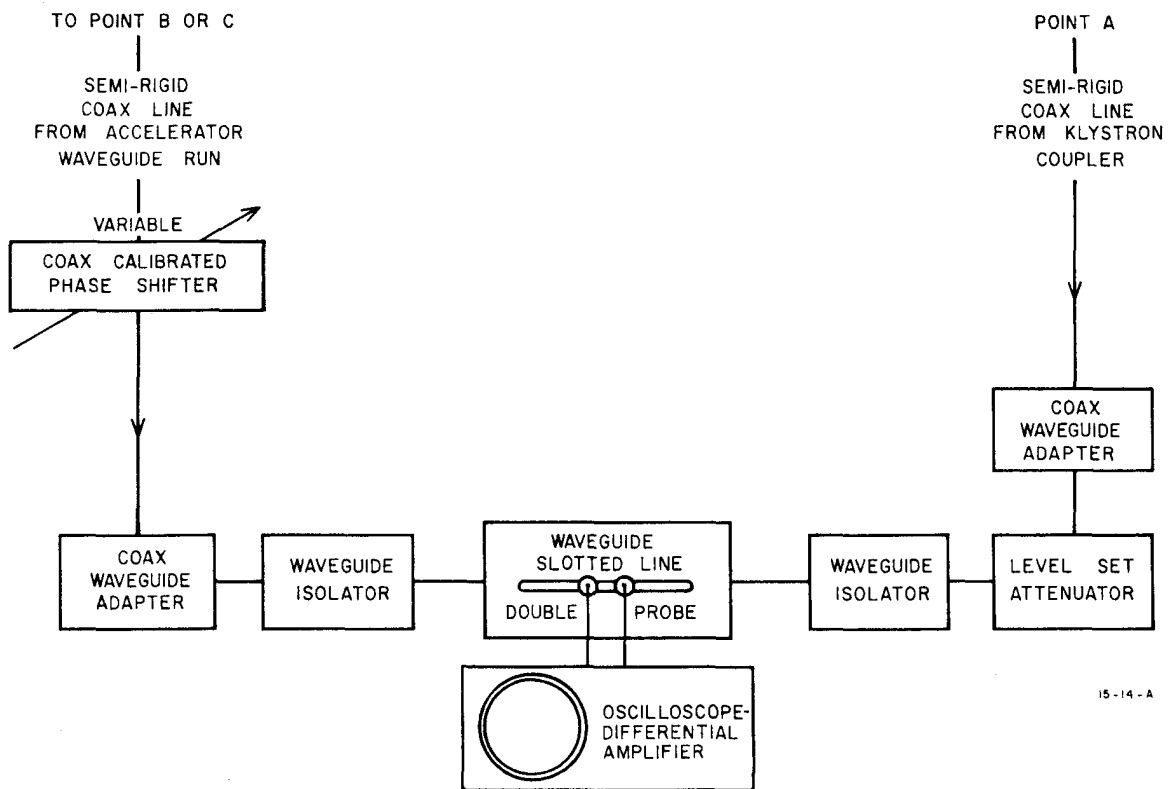 TO POINT B OR C
SEMI-RIGID
COAX LINE
FROM ACCELERATOR
WAVEGUIDE RUN
VARIABLE
COAX CALIBRATED
PHASE SHIFTER
POINT A
SEMI-RIGID
COAX LINE
FROM KLYSTRON
COUPLER
COAX
WAVEGUIDE
ADAPTER
COAX
WAVEGUIDE
ADAPTER
WAVEGUIDE
ISOLATOR
WAVEGUIDE
SLOTTED LINE
DOUBLE PROBE
WAVEGUIDE
ISOLATOR
LEVEL SET
ATTENUATOR
OSCILLOSCOPE-
DIFFERENTIAL
AMPLIFIER
15-14-A